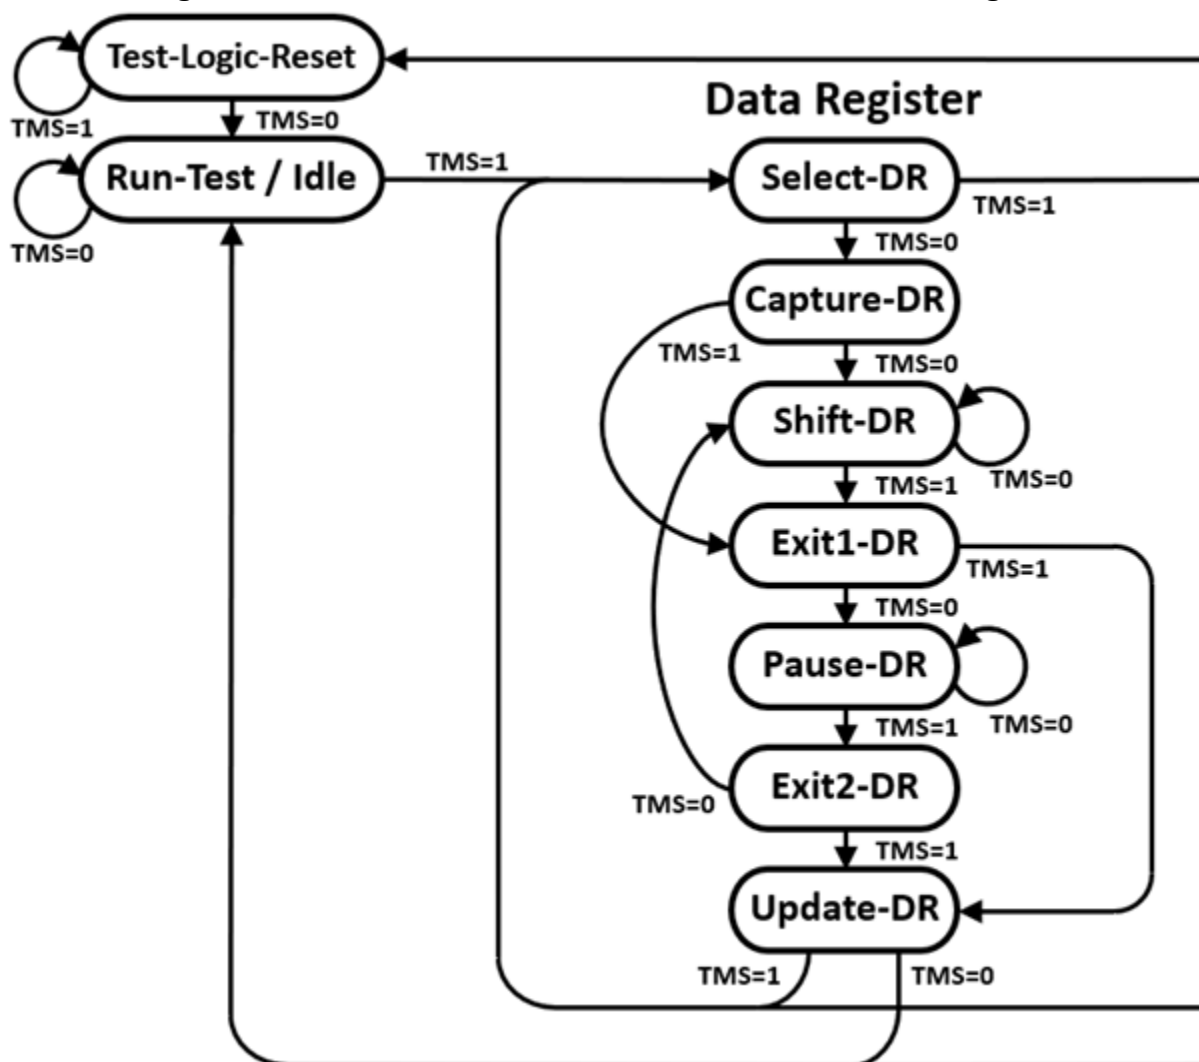 Test-Logic-Reset
TMS=1
TMS=0
Data Register
Run-Test / Idle
TMS=1
TMS=0
Select-DR
TMS=1
TMS=0
Capture-DR
TMS=1
TMS=0
Shift-DR
TMS=0
TMS=1
Exit1-DR
TMS=1
TMS=0
Pause-DR
TMS=0
TMS=1
Exit2-DR
TMS=0
TMS=1
Update-DR
TMS=1
TMS=0